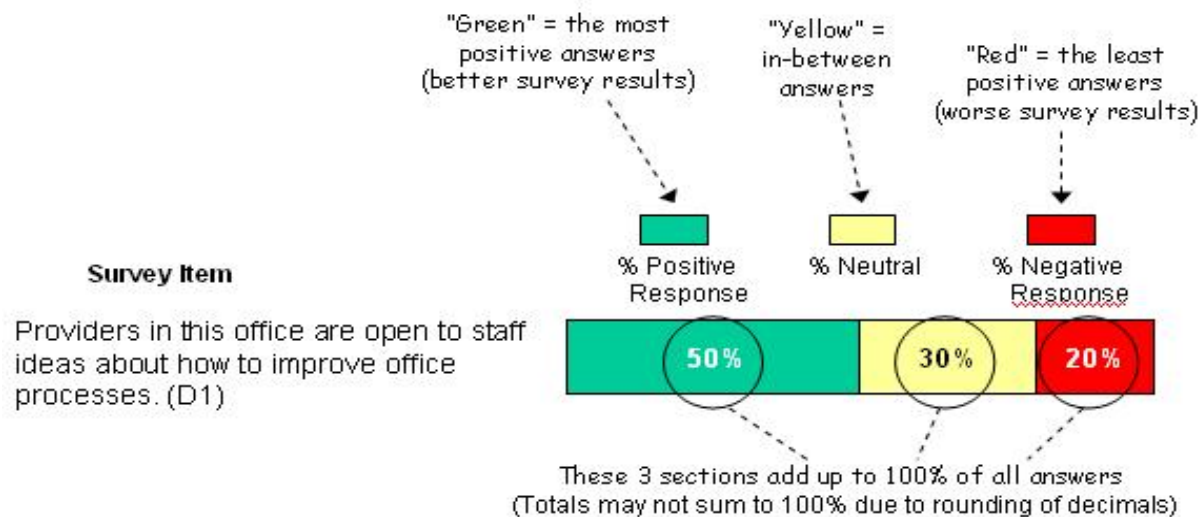 "Green" = the most
positive answers
(better survey results)
"Yellow" =
in-between
answers
"Red" = the least
positive answers
(worse survey results)
Survey Item
% Positive
Response
% Neutral
% Negative
Response
Providers in this office are open to staff
ideas about how to improve office
processes. (D1)
50%
30%
20%
These 3 sections add up to 100% of all answers
(Totals may not sum to 100% due to rounding of decimals)